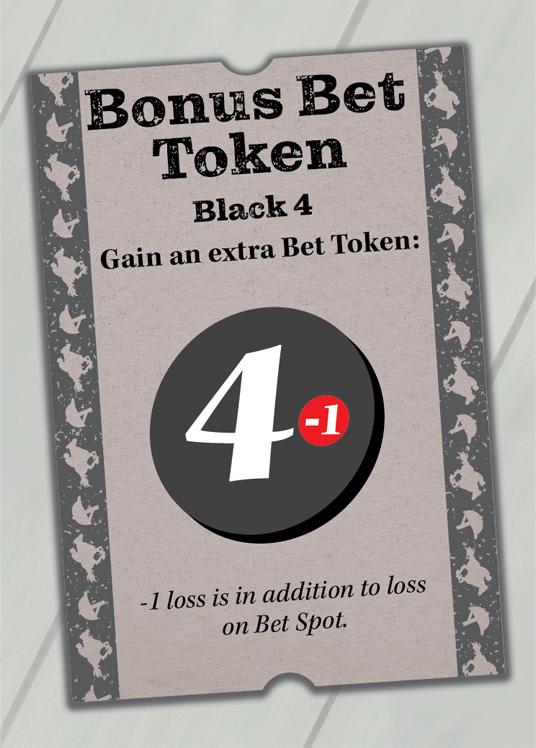 Bonus Bet
Token
Black 4
Gain an extra Bet Token:
4 -1
-1 loss is in addition to loss
on Bet Spot.